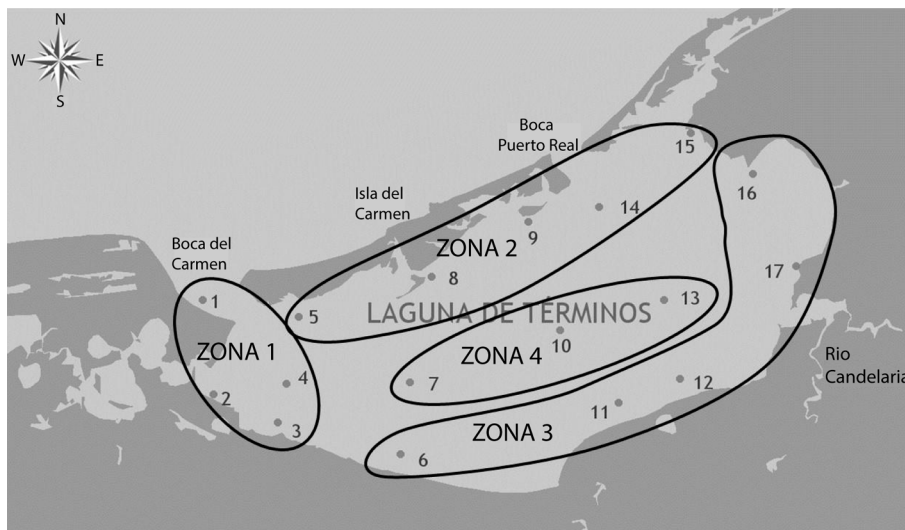 N
W E
S
Boca
Puerto Real
15
16
Isla del
Carmen
14
9
ZONA 2
Boca del
Carmen
8
17
1
5
LAGUNA DE TÉRMINOS
13
10
ZONA 1
ZONA 4
Rio
Candelaria
4
7
12
2
11
3
ZONA 3
6